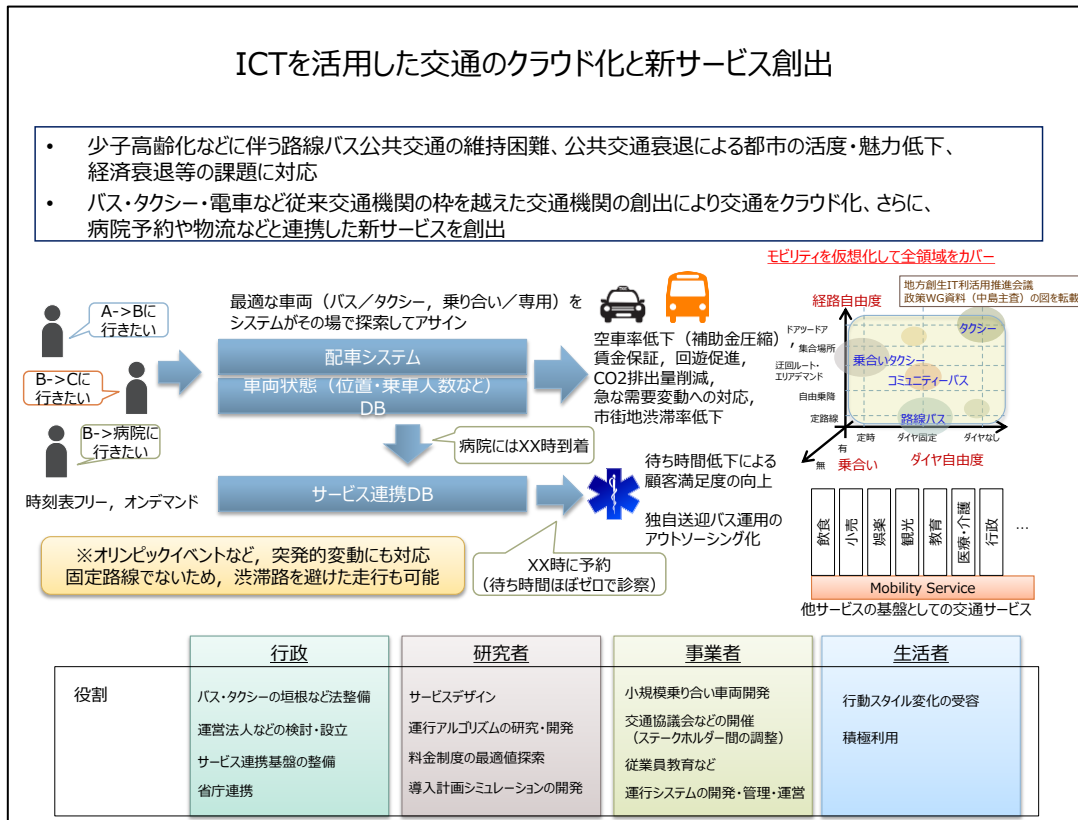 ICTを活用した交通のクラウド化と新サービス創出
• 少子高齢化などに伴う路線バス公共交通の維持困難、公共交通衰退による都市の活度・魅力低下、
経済衰退等の課題に対応
• バス・タクシー・電車など従来交通機関の枠を越えた交通機関の創出により交通をクラウド化、さらに、
病院予約や物流などと連携した新サービスを創出
A->Bに
行きたい
B->Cに
行きたい
B->病院に
行きたい
時刻表フリー，オンデマンド
最適な車両（バス／タクシー，乗り合い／専用）を
システムがその場で探索してアサイン
配車システム
車両状態（位置・乗車人数など）
DB
病院にはXX時到着
サービス連携DB
空車率低下（補助金圧縮），
賃金保証，回遊促進，
CO2排出量削減，
急な需要変動への対応，
市街地渋滞率低下
待ち時間低下による
顧客満足度の向上
独自送迎バス運用の
アウトソーシング化
XX時に予約
（待ち時間ほぼゼロで診察）
※オリンピックイベントなど，突発的変動にも対応
固定路線でないため，渋滞路を避けた走行も可能
モビリティを仮想化して全領域をカバー
地方創生IT利活用推進会議
政策WG資料（中島主査）の図を転載
経路自由度
ドアツードア
集合場所
迂回ルート・
エリアデマンド
自由乗降
定路線
タクシー
乗合いタクシー
コミュニティーバス
路線バス
定時
ダイヤ固定
ダイヤなし
有
無
乗合い
ダイヤ自由度
飲食
小売
娯楽
観光
教育
医療・介護
行政
…
Mobility Service
他サービスの基盤としての交通サービス
役割
行政
バス・タクシーの垣根など法整備
運営法人などの検討・設立
サービス連携基盤の整備
省庁連携
研究者
サービスデザイン
運行アルゴリズムの研究・開発
料金制度の最適値探索
導入計画シミュレーションの開発
事業者
小規模乗り合い車両開発
交通協議会などの開催
（ステークホルダー間の調整）
従業員教育など
運行システムの開発・管理・運営
生活者
行動スタイル変化の受容
積極利用